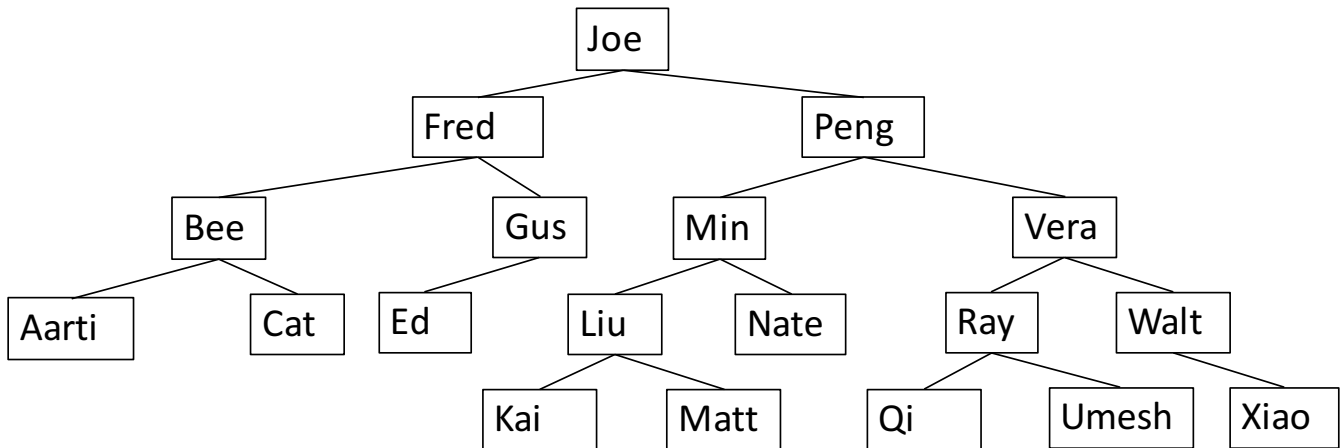 Joe
Fred Peng
Bee Gus Min Vera
Aarti Cat Ed Liu Nate Ray Walt
Kai Matt Qi Umesh Xiao